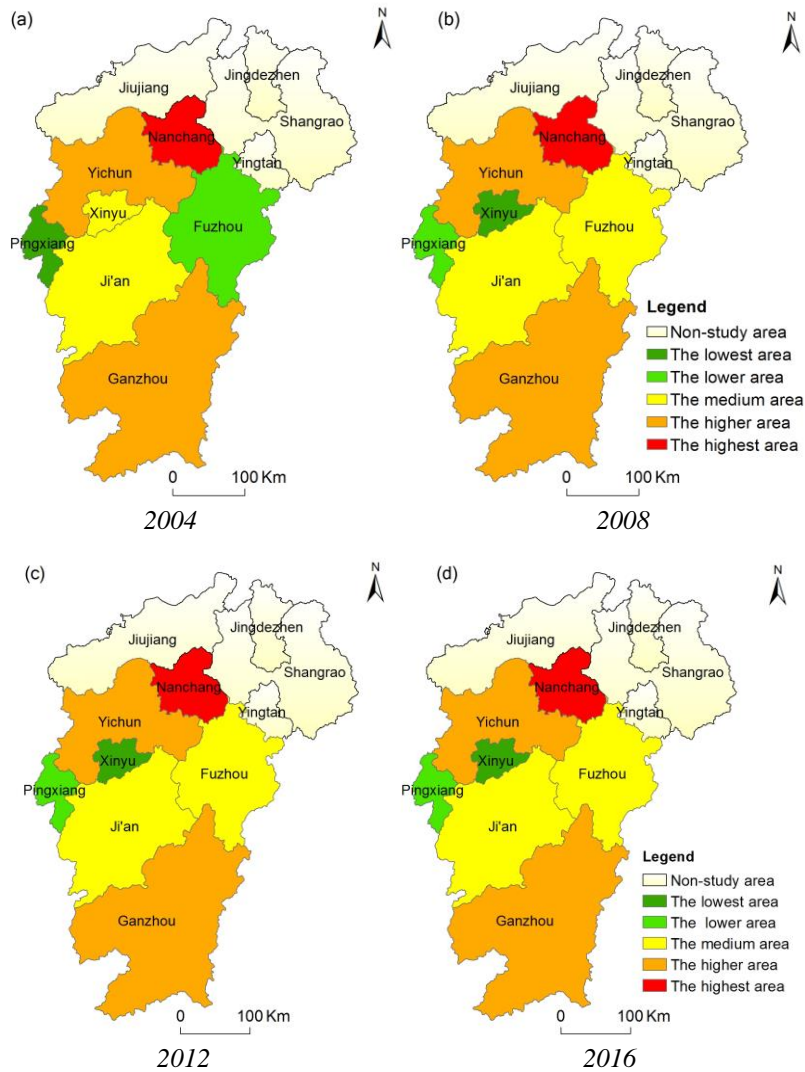 (a)
N
Jiujiang
Jingdezhen
Shangrao
Nanchang
Yingtan
Yichun
Xinyu
Fuzhou
Pingxiang
Ji'an
Ganzhou
0 100 Km
2004
(b)
N
Jiujiang
Jingdezhen
Shangrao
Nanchang
Yingtan
Yichun
Xinyu
Fuzhou
Pingxiang
Ji'an
Ganzhou
Legend
Non-study area
The lowest area
The lower area
The medium area
The higher area
The highest area
0 100 Km
2008
(c)
N
Jiujiang
Jingdezhen
Shangrao
Nanchang
Yingtan
Yichun
Xinyu
Fuzhou
Pingxiang
Ji'an
Ganzhou
0 100 Km
2012
(d)
N
Jiujiang
Jingdezhen
Shangrao
Nanchang
Yingtan
Yichun
Xinyu
Fuzhou
Pingxiang
Ji'an
Ganzhou
Legend
Non-study area
The lowest area
The lower area
The medium area
The higher area
The highest area
0 100 Km
2016